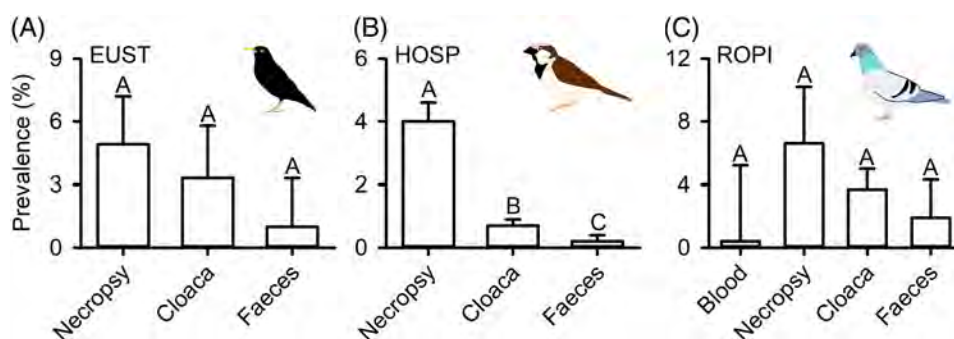 (A)
EUST
Prevalence (%)
9
6
3
0
A
A
A
Necropsy
Cloaca
Faeces
(B)
HOSP
6
4
2
0
A
B
C
Necropsy
Cloaca
Faeces
(C)
ROPI
12
8
4
0
A
A
A
A
Blood
Necropsy
Cloaca
Faeces